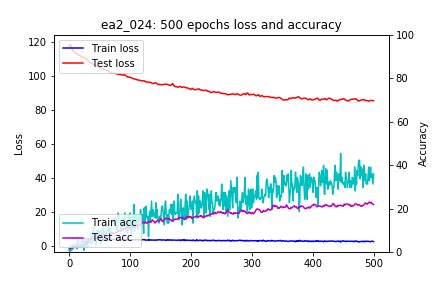 ea2_024: 500 epochs loss and accuracy
Train loss
Test loss
Train acc
Test acc
Loss
Accuracy
120
100
80
60
40
20
0
100
80
60
40
20
0
0
100
200
300
400
500